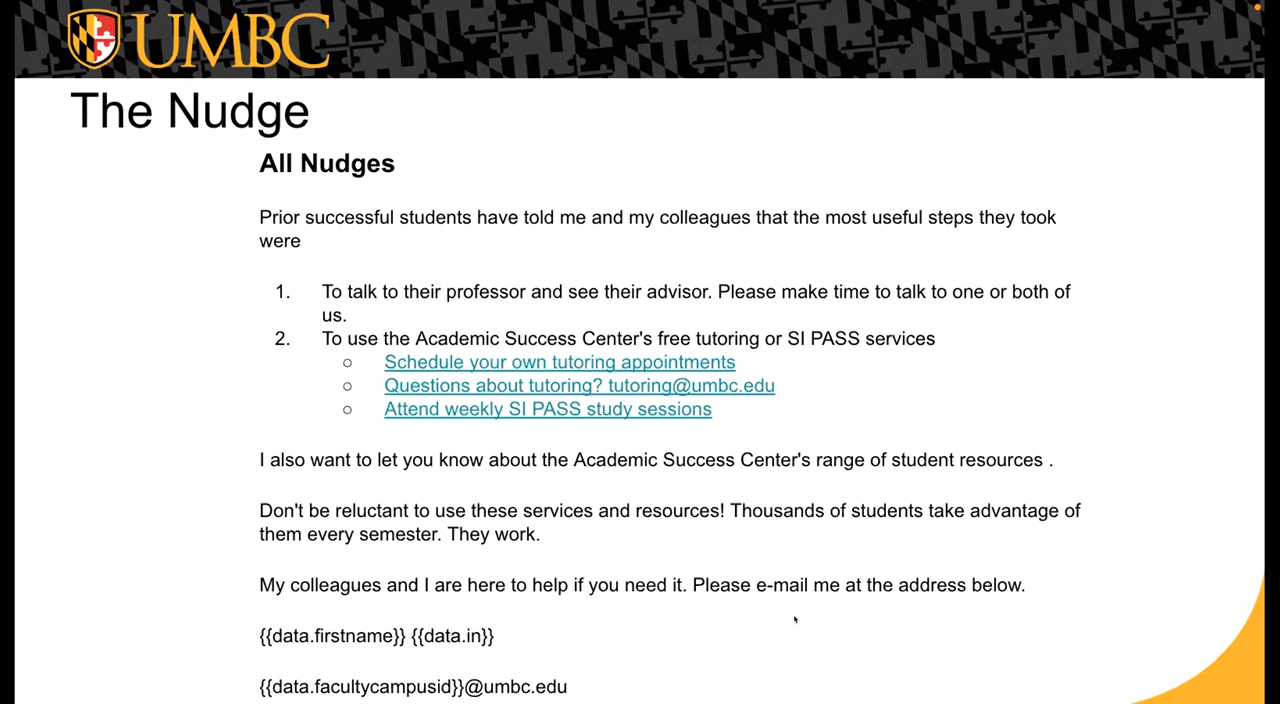 UMBC
The Nudge
All Nudges
Prior successful students have told me and my colleagues that the most useful steps they took
were
1. To talk to their professor and see their advisor. Please make time to talk to one or both of
us.
2. To use the Academic Success Center's free tutoring or SI PASS services
○ Schedule your own tutoring appointments
○ Questions about tutoring? tutoring@umbc.edu
○ Attend weekly SI PASS study sessions
I also want to let you know about the Academic Success Center's range of student resources .
Don't be reluctant to use these services and resources! Thousands of students take advantage of
them every semester. They work.
My colleagues and I are here to help if you need it. Please e-mail me at the address below.
{{data.firstname}} {{data.in}}
{{data.facultycampusid}}@umbc.edu